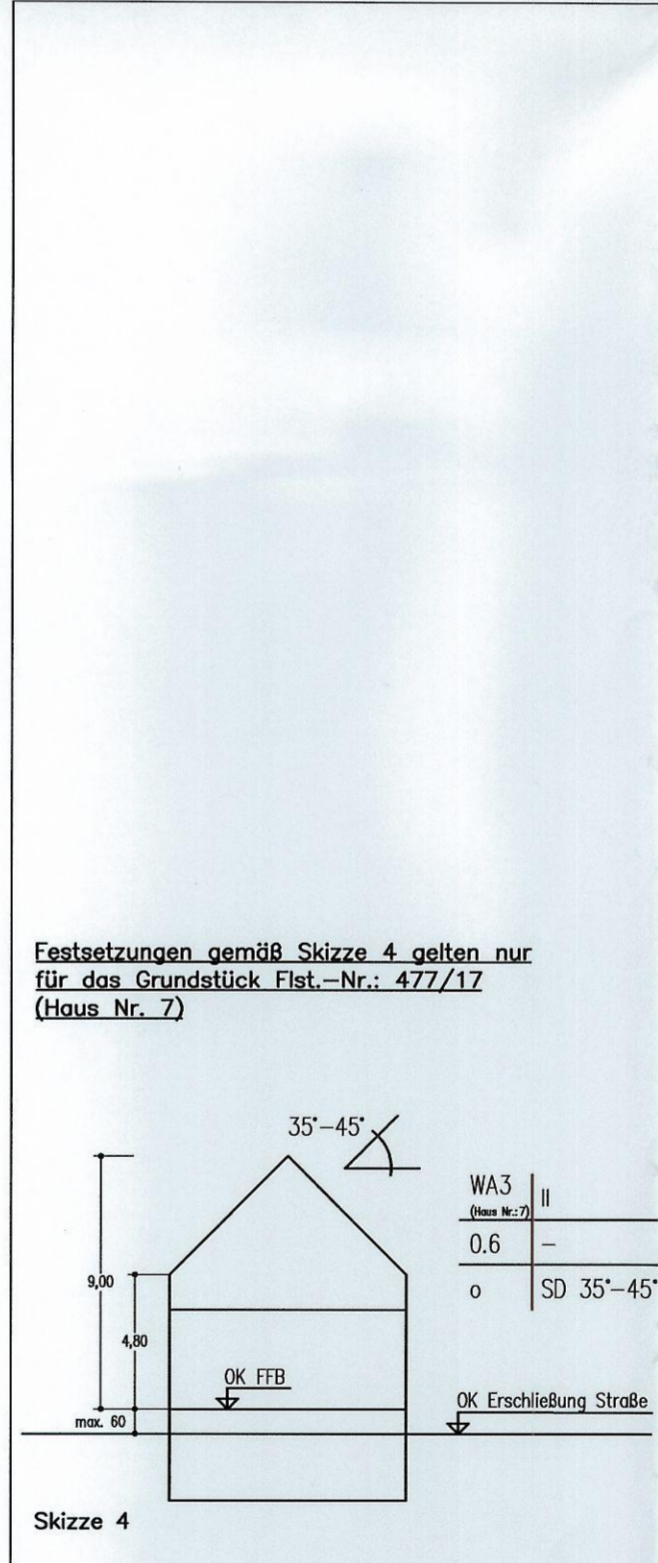 Festsetzungen gemäß Skizze 4 gelten nur
für das Grundstück Flst.–Nr.: 477/17
(Haus Nr. 7)
35°–45°
WA3 II
(Haus Nr.:7)
0.6 –
o SD 35°–45°
9,00
4,80
OK FFB
OK Erschließung Straße
max. 60
Skizze 4